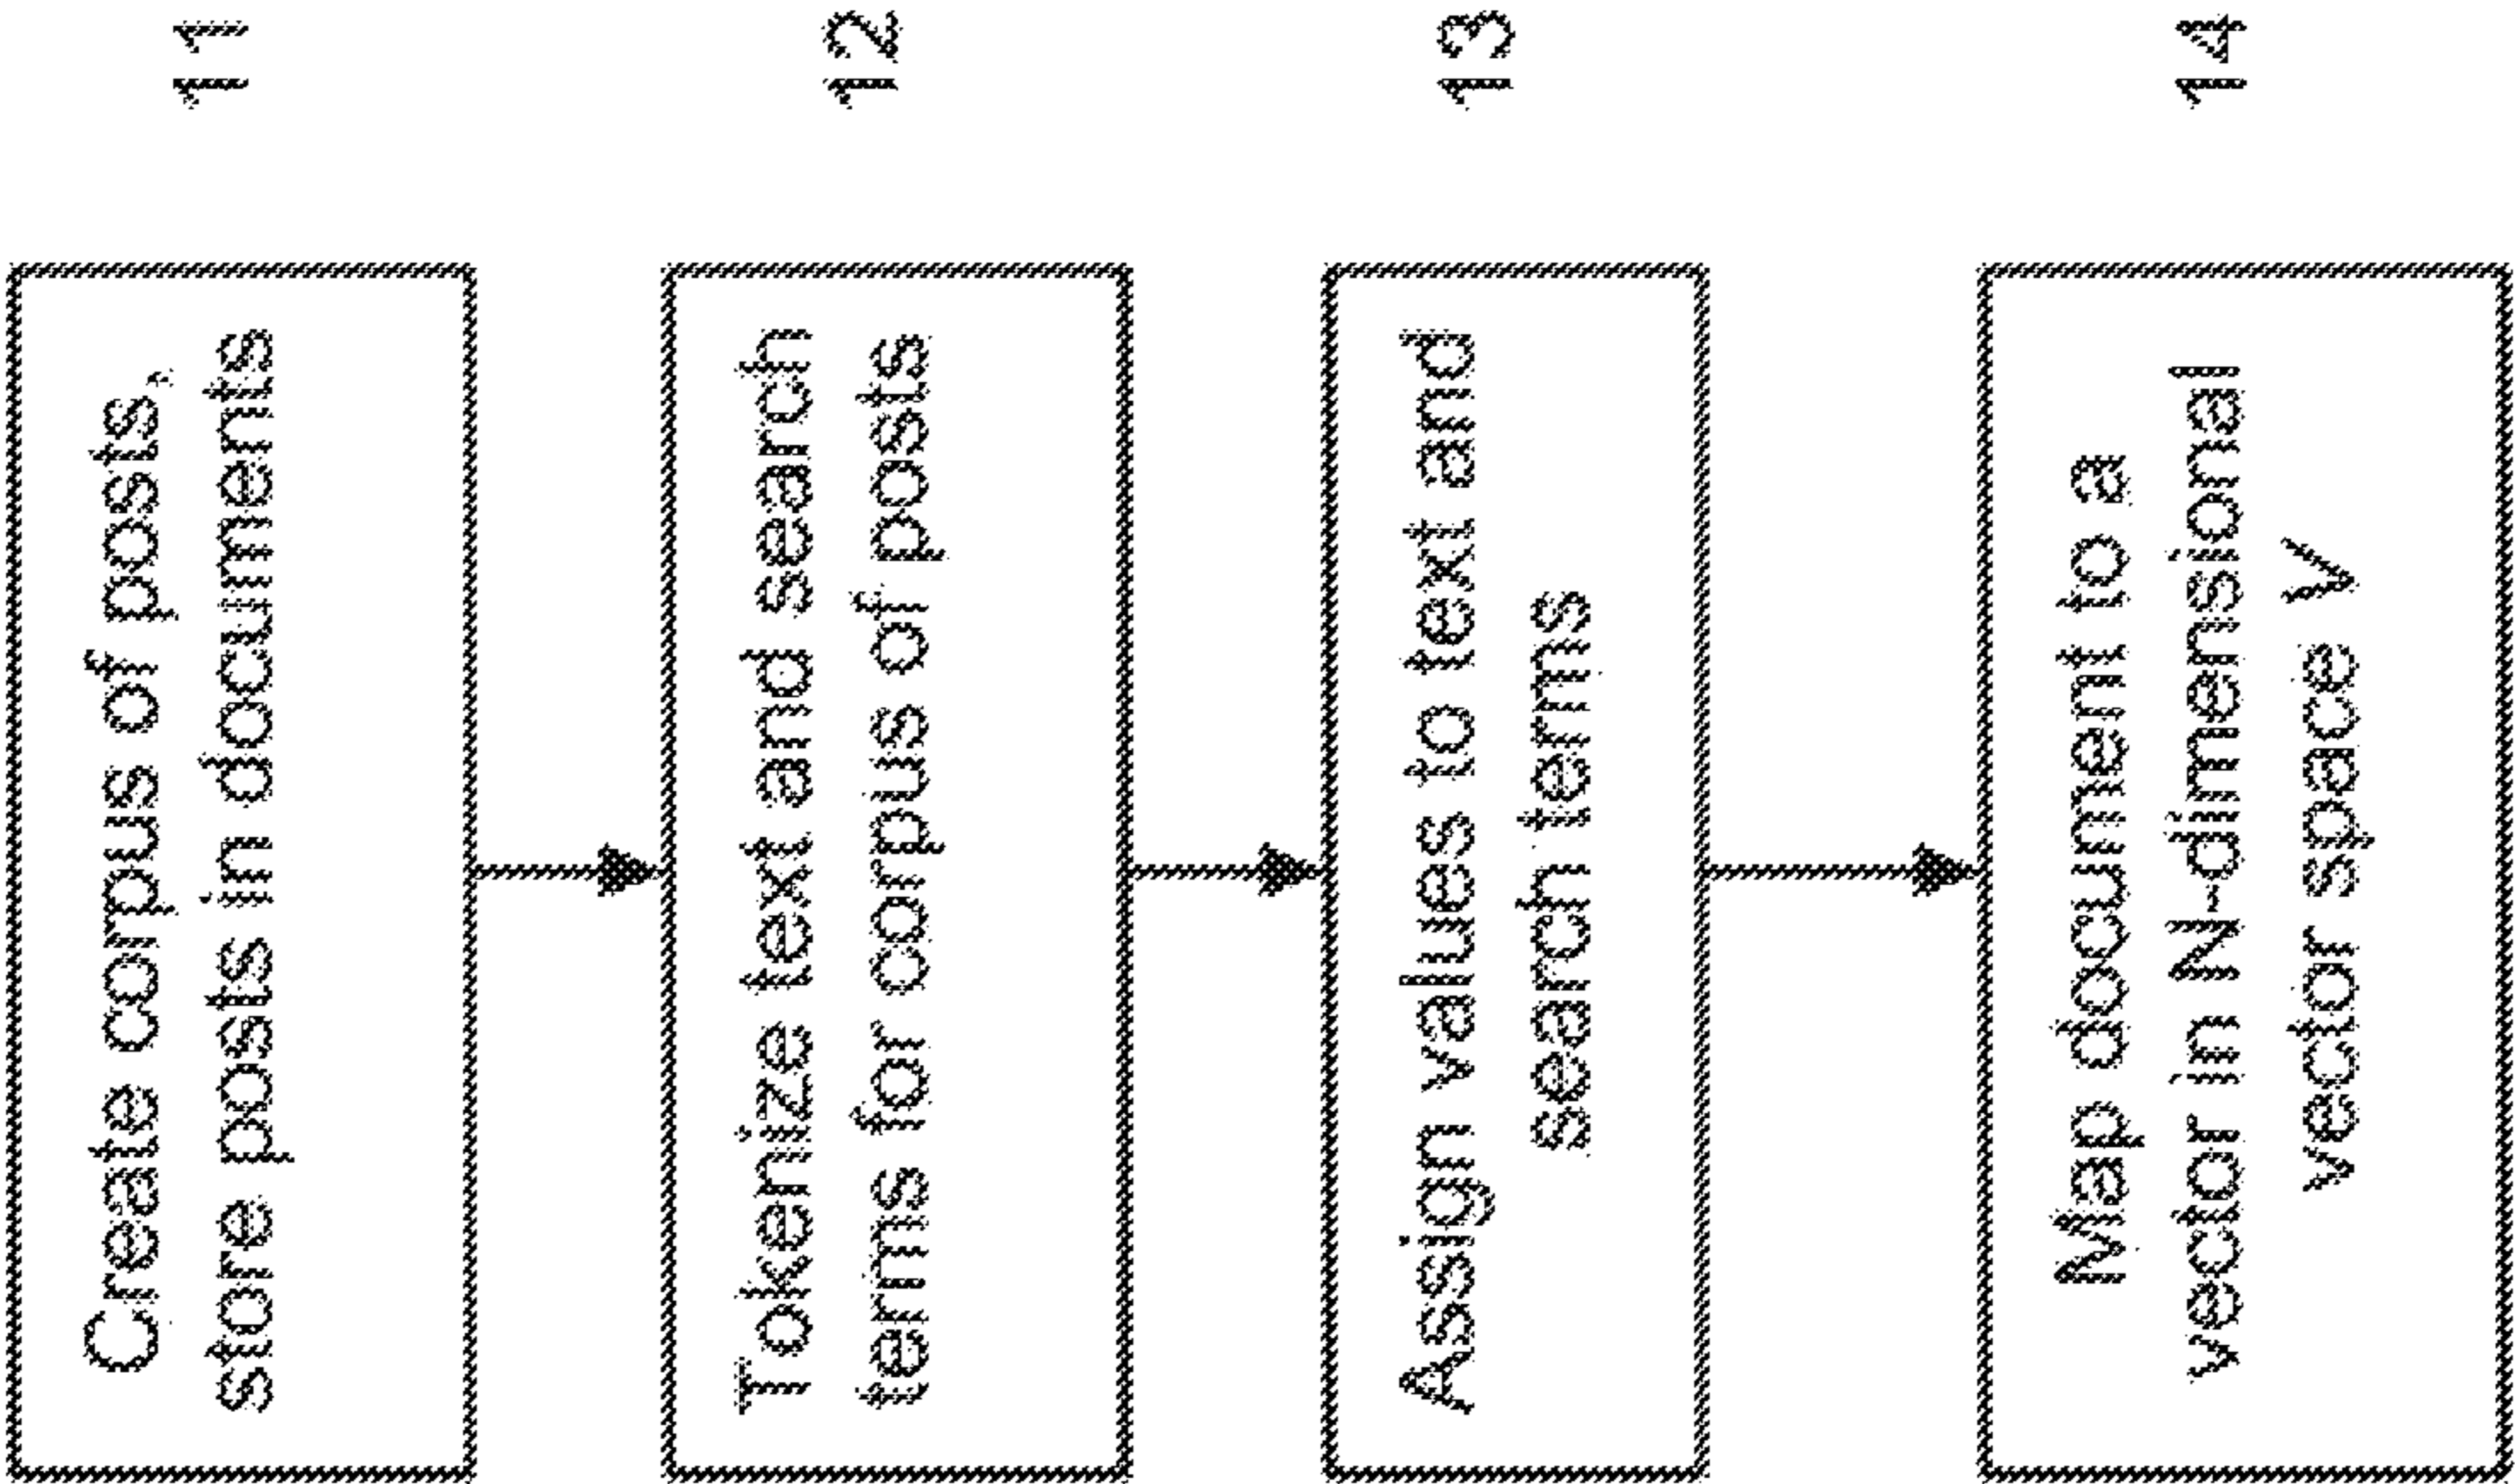 Create corpus of posts,
store posts in documents
11
Tokenize text and search
terms for corpus of posts
12
Assign values to text and
search terms
13
Map document to a
vector in N-dimensional
vector space V
14